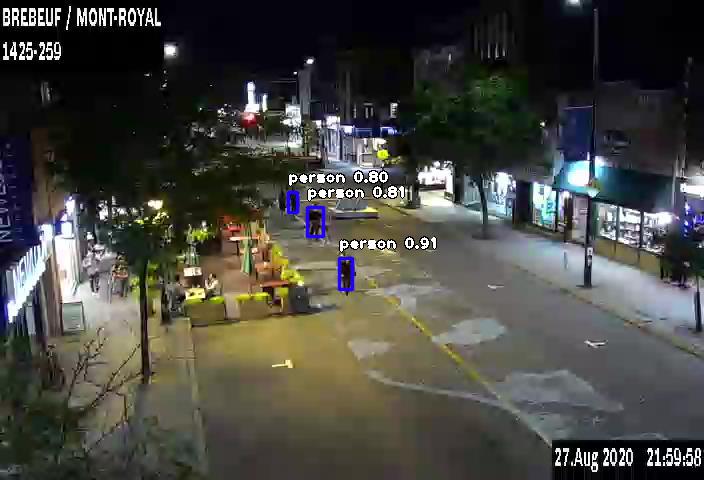 BREBEUF / MONT-ROYAL
1425-259
person 0.80
person 0.81
person 0.91
27.Aug 2020 21:59:58